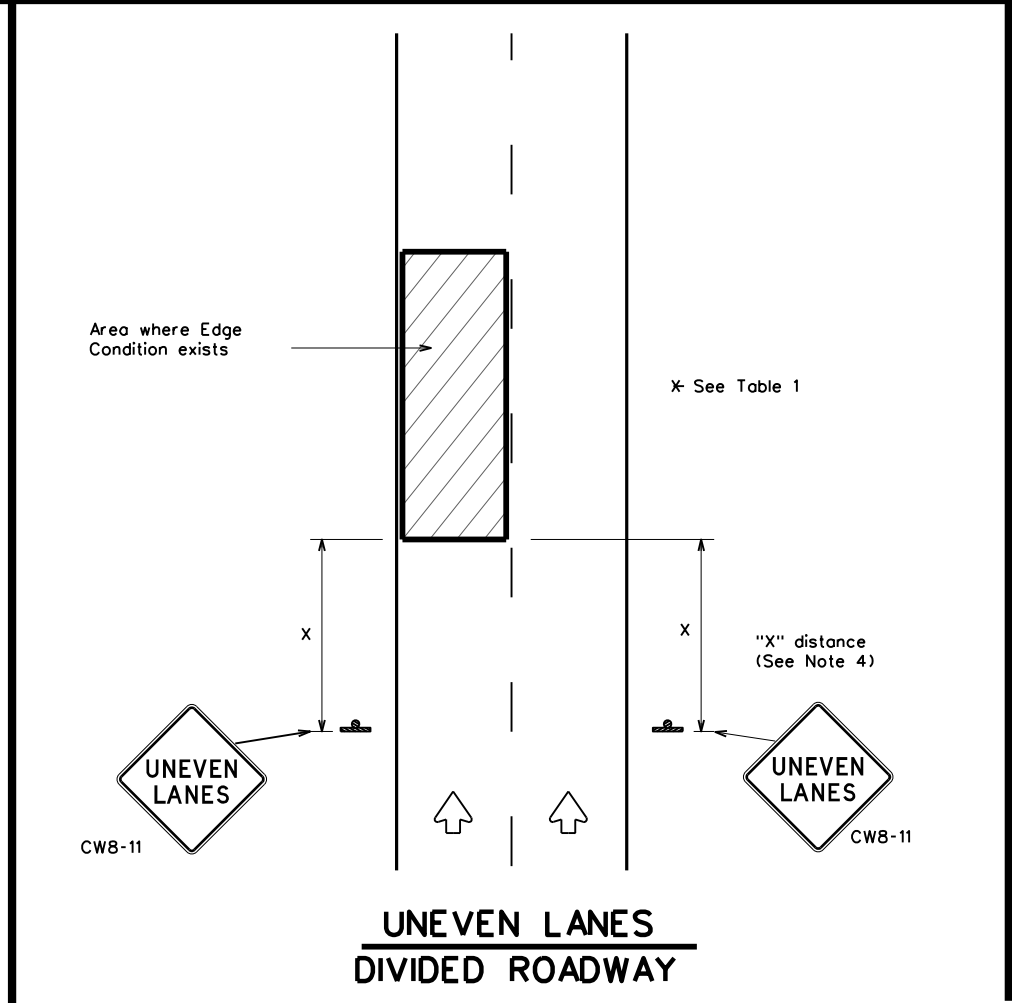 Area where Edge
Condition exists
X See Table 1
X
X
"X" distance
(See Note 4)
UNEVEN
LANES
CW8-11
UNEVEN
LANES
CW8-11
UNEVEN LANES
DIVIDED ROADWAY